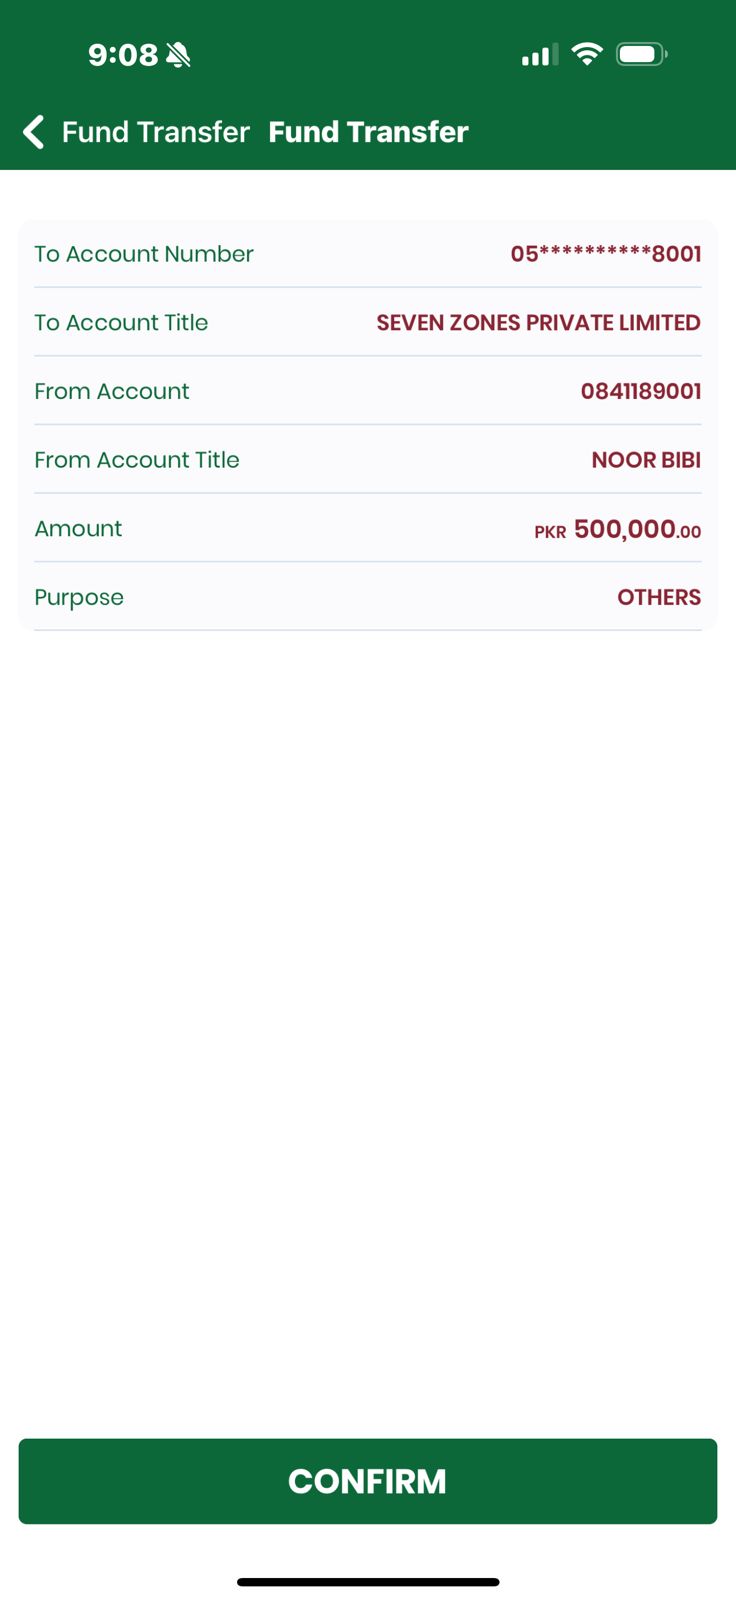 9:08
Fund Transfer Fund Transfer
To Account Number 05**********8001
To Account Title SEVEN ZONES PRIVATE LIMITED
From Account 0841189001
From Account Title NOOR BIBI
Amount PKR 500,000.00
Purpose OTHERS
CONFIRM